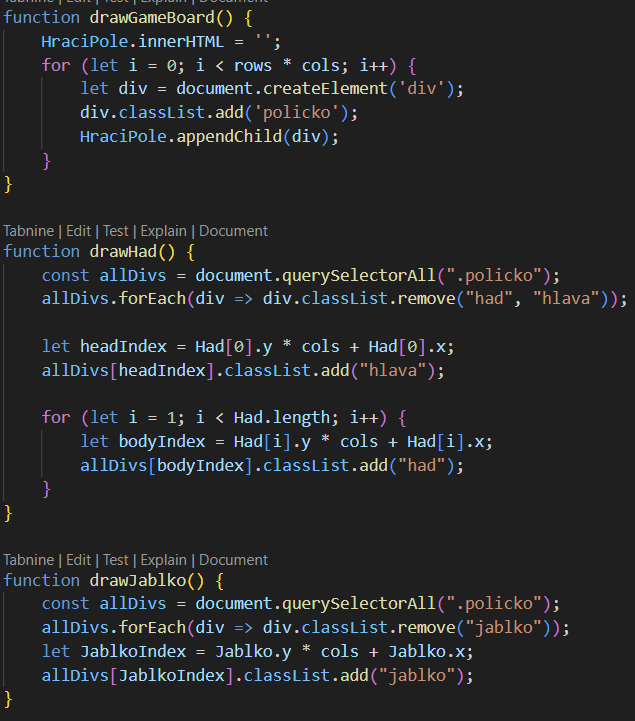 Tabnine | Edit | Test | Explain | Document
function drawGameBoard() {
    HraciPole.innerHTML = '';
    for (let i = 0; i < rows * cols; i++) {
        let div = document.createElement('div');
        div.classList.add('policko');
        HraciPole.appendChild(div);
    }
}
Tabnine | Edit | Test | Explain | Document
function drawHad() {
    const allDivs = document.querySelectorAll(".policko");
    allDivs.forEach(div => div.classList.remove("had", "hlava"));
    let headIndex = Had[0].y * cols + Had[0].x;
    allDivs[headIndex].classList.add("hlava");
    for (let i = 1; i < Had.length; i++) {
        let bodyIndex = Had[i].y * cols + Had[i].x;
        allDivs[bodyIndex].classList.add("had");
    }
}
Tabnine | Edit | Test | Explain | Document
function drawJablko() {
    const allDivs = document.querySelectorAll(".policko");
    allDivs.forEach(div => div.classList.remove("jablko"));
    let JablkoIndex = Jablko.y * cols + Jablko.x;
    allDivs[JablkoIndex].classList.add("jablko");
}